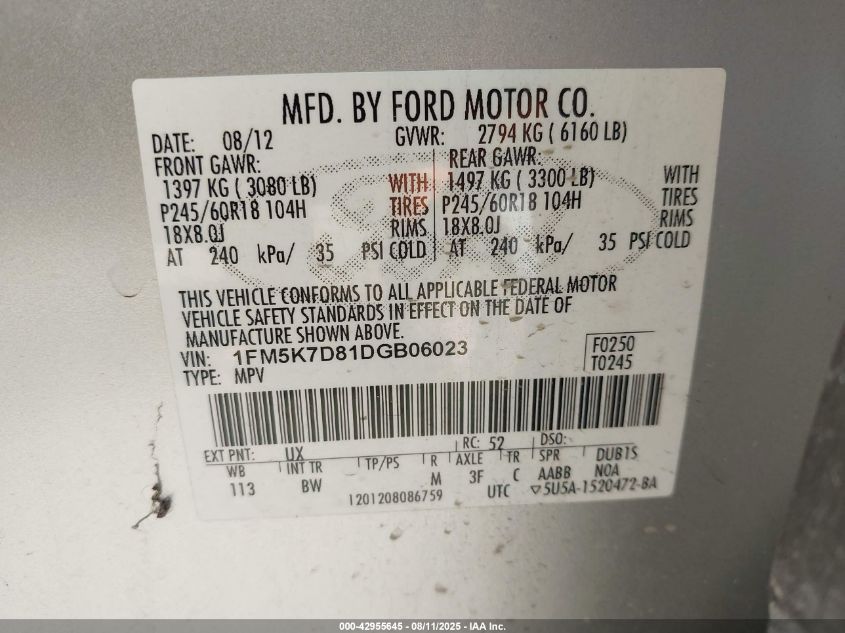 MFD. BY FORD MOTOR CO.
DATE: 08/12 GVWR: 2794 KG ( 6160 LB)
FRONT GAWR: REAR GAWR:
1397 KG ( 3080 LB) WITH 1497 KG ( 3300 LB) WITH
P245/60R18 104H TIRES P245/60R18 104H TIRES
18X8.0J RIMS 18X8.0J RIMS
AT 240 kPa/ 35 PSI COLD AT 240 kPa/ 35 PSI COLD
THIS VEHICLE CONFORMS TO ALL APPLICABLE FEDERAL MOTOR
VEHICLE SAFETY STANDARDS IN EFFECT ON THE DATE OF
MANUFACTURE SHOWN ABOVE.
VIN: 1FM5K7D81DGB06023 F0250
TYPE: MPV T0245
EXT PNT: UX RC: 52 DSO:
WB INT TR TP/PS R AXLE TR SPR DUB1S
113 BW M 3F C AABB NOA
1201208086759 UTC ▽5U5A-1520472-BA
000-42955645 - 08/11/2025 - IAA Inc.